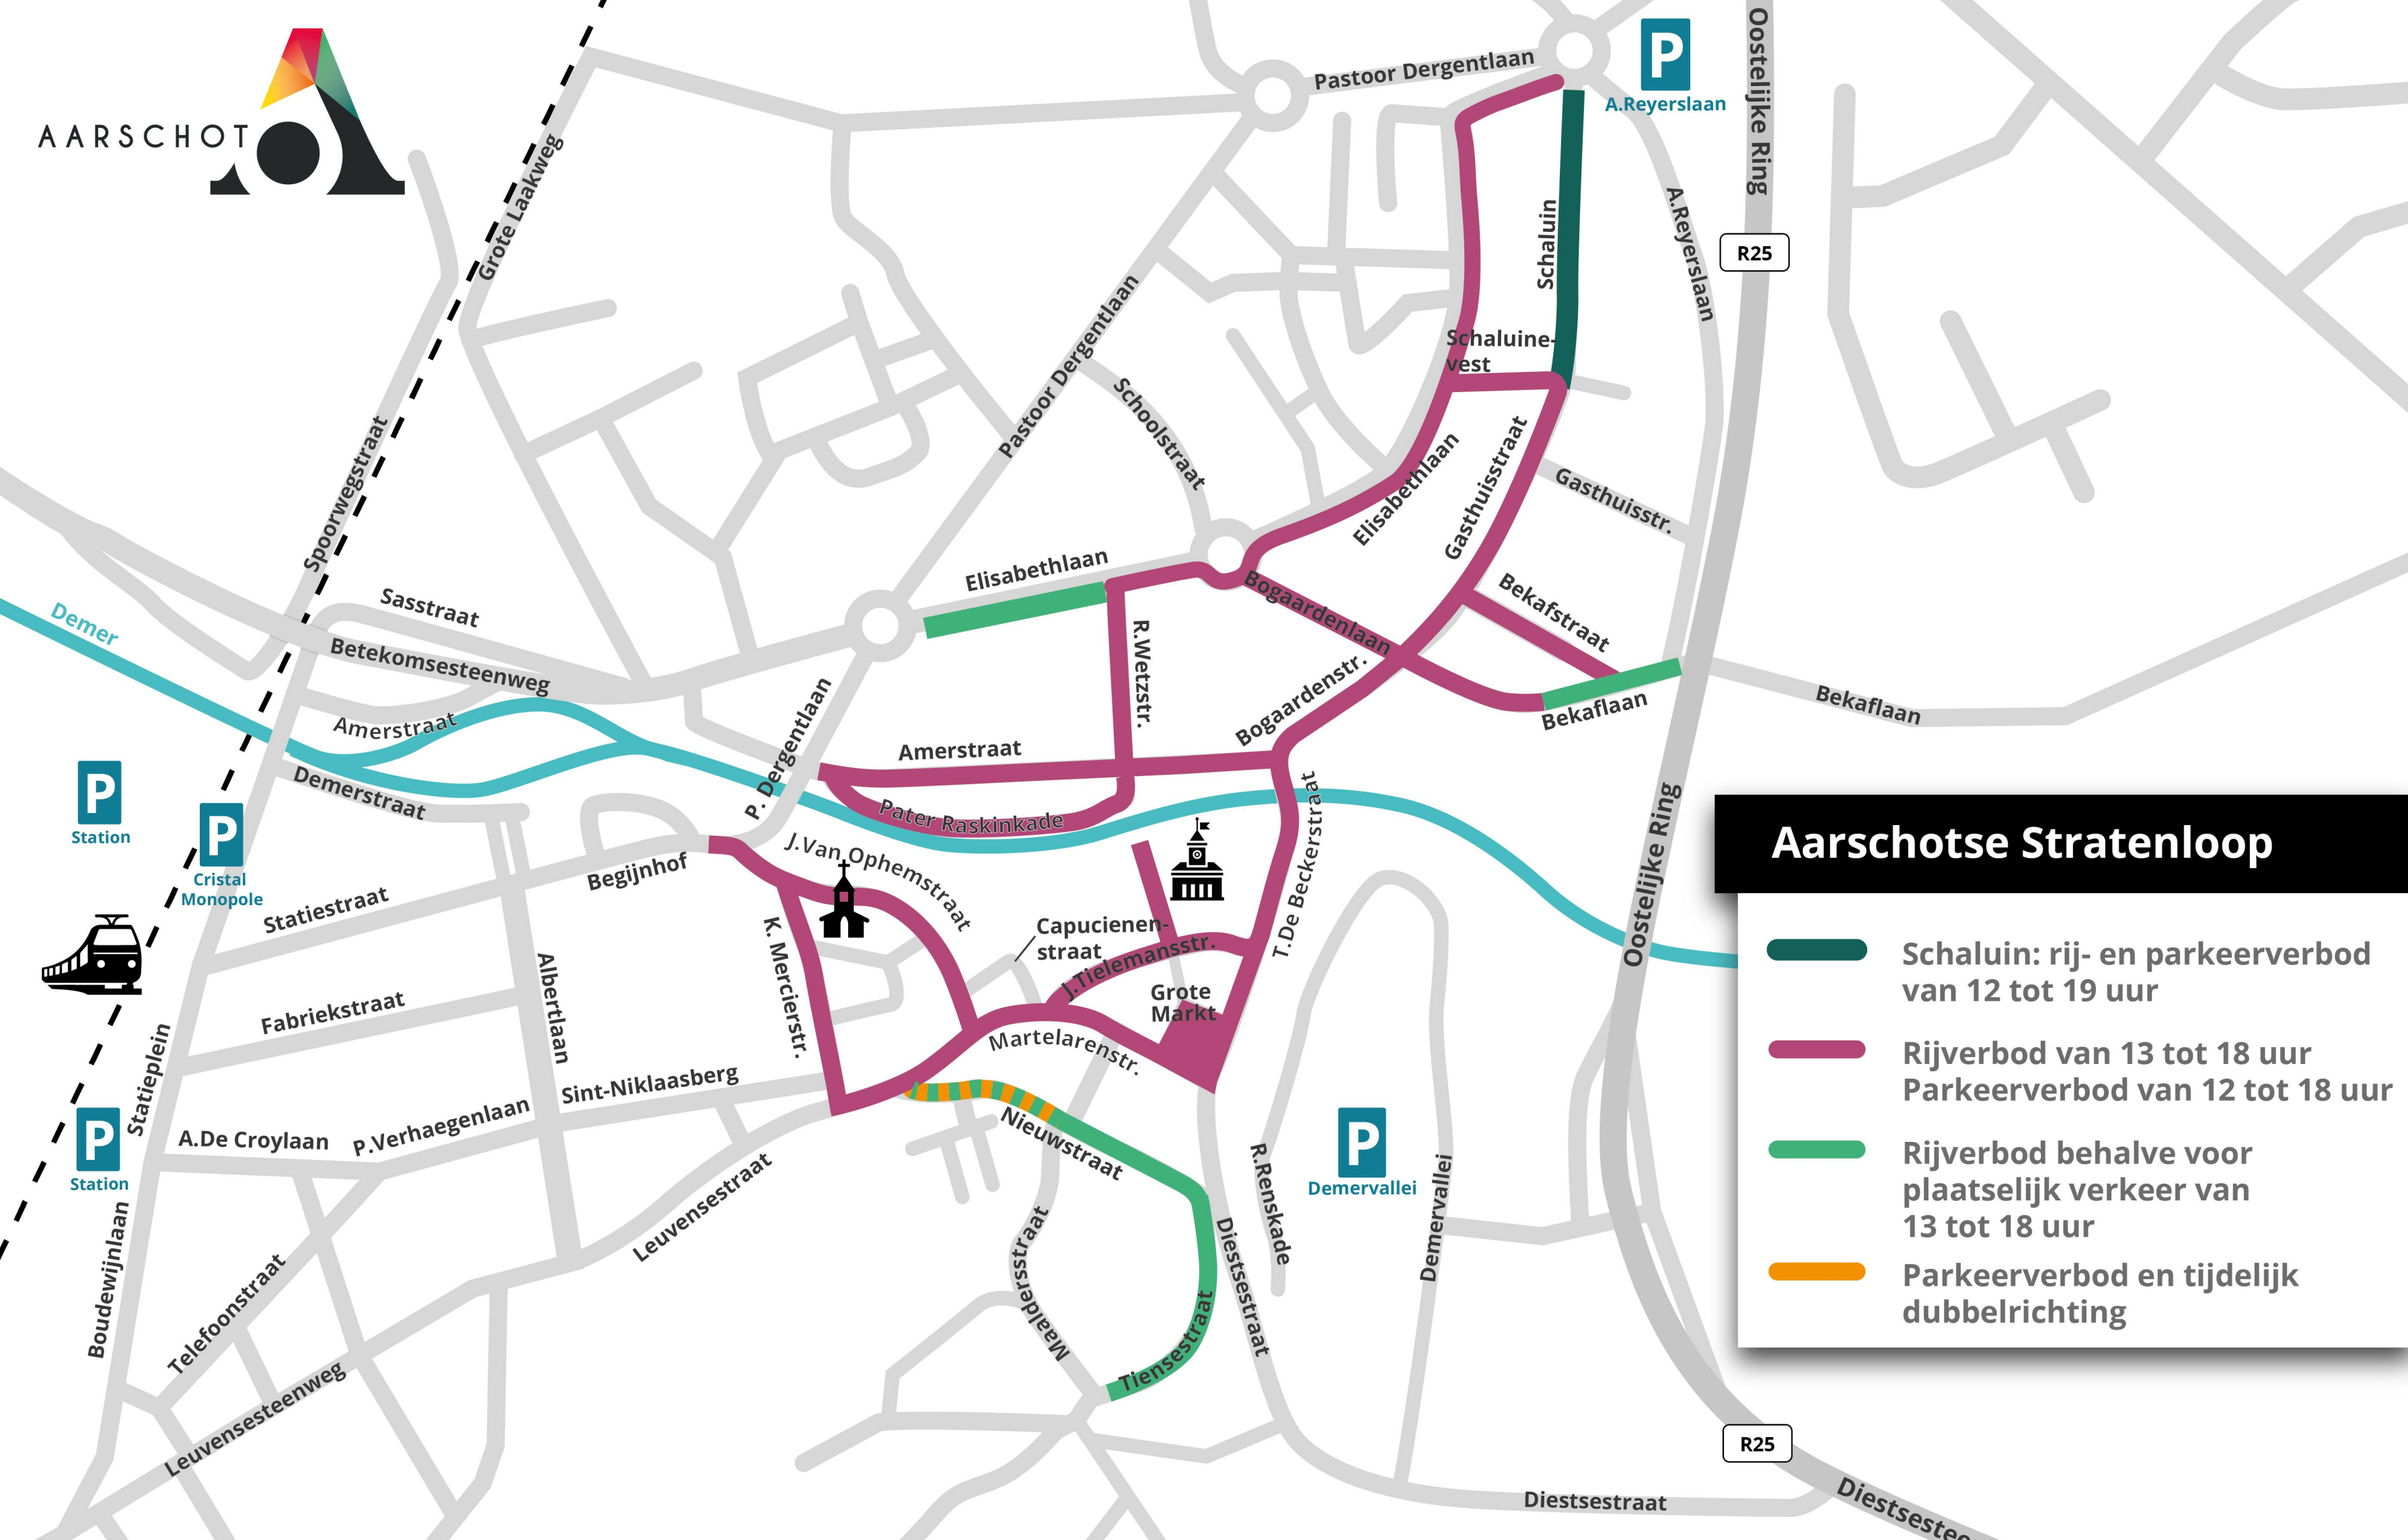 AARSCHOT
P
A.Reyerslaan
Oostelijke Ring
Pastoor Dergentlaan
R25
A.Reyerslaan
Schaluin
Grote Laakweg
Schaluine-
vest
Pastoor Dergentlaan
Schoolstraat
Elisabethlaan
Gasthuisstraat
Gasthuisstr.
Spoorwegstraat
Elisabethlaan
Sasstraat
Demer
Betekomsesteenweg
Bogaardenlaan
Bekafstraat
R.Wetzstr.
Bogaardenstr.
Bekaflaan
Bekaflaan
Amerstraat
P. Dergentlaan
Amerstraat
Demerstraat
Pater Raskinkade
P
Station
P
Cristal
Monopole
J.Van Ophemstraat
Begijnhof
T.De Beckerstraat
Oostelijke Ring
Statiestraat
K. Mercierstr.
Capucienen-
straat
J.Tielemansstr.
Albertlaan
Grote
Markt
Fabriekstraat
Martelarenstr.
Statieplein
Sint-Niklaasberg
P
Station
A.De Croylaan
P.Verhaegenlaan
Nieuwstraat
R.Renskade
P
Demervallei
Demervallei
Leuvensestraat
Boudewijnlaan
Maaldersstraat
Diestsestraat
Telefoonstraat
Tiensestraat
Leuvensesteenweg
R25
Diestsestraat
Diestsestee
Aarschotse Stratenloop
Schaluin: rij- en parkeerverbod
van 12 tot 19 uur
Rijverbod van 13 tot 18 uur
Parkeerverbod van 12 tot 18 uur
Rijverbod behalve voor
plaatselijk verkeer van
13 tot 18 uur
Parkeerverbod en tijdelijk
dubbelrichting